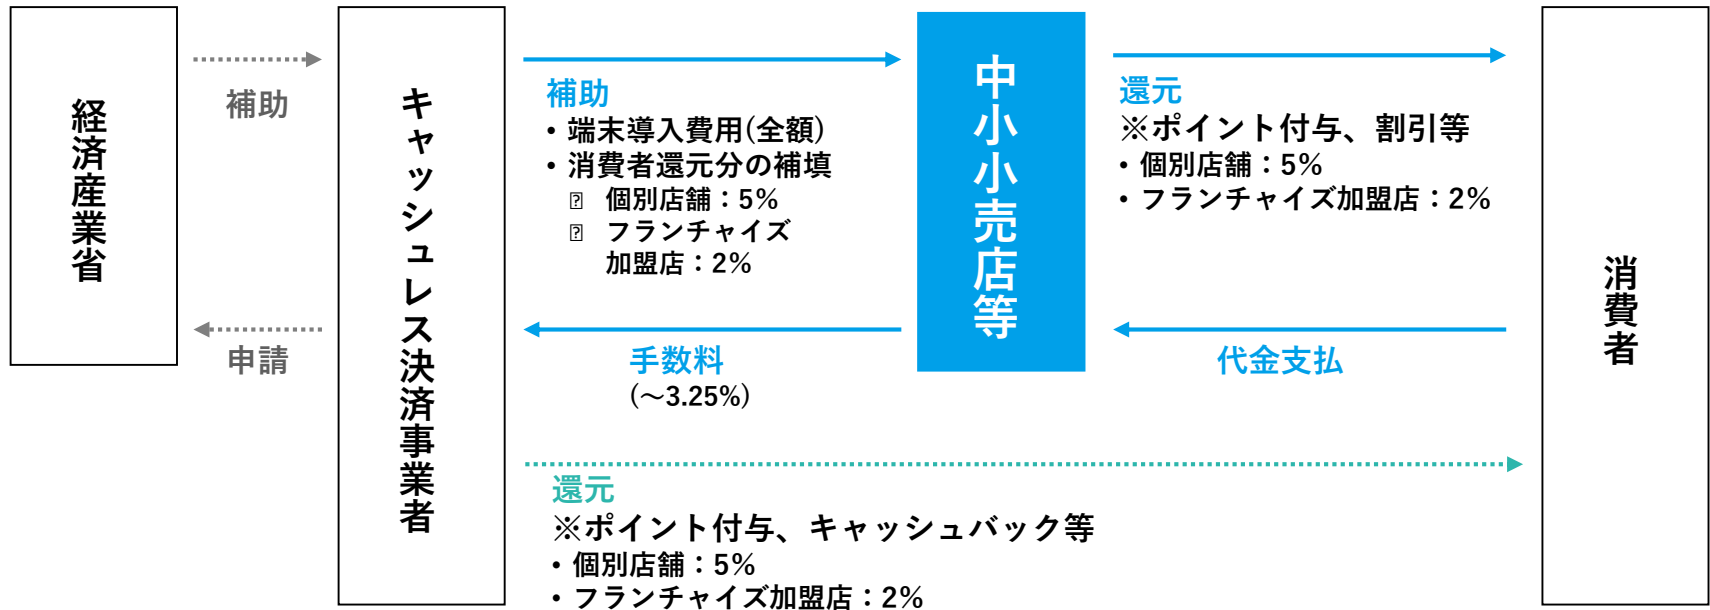 経済産業省
補助
申請
キャッシュレス決済事業者
補助
• 端末導入費用(全額)
• 消費者還元分の補填
個別店舗：5%
フランチャイズ
加盟店：2%
手数料
(～3.25%)
中小小売店等
還元
※ポイント付与、割引等
• 個別店舗：5%
• フランチャイズ加盟店：2%
代金支払
消費者
還元
※ポイント付与、キャッシュバック等
• 個別店舗：5%
• フランチャイズ加盟店：2%